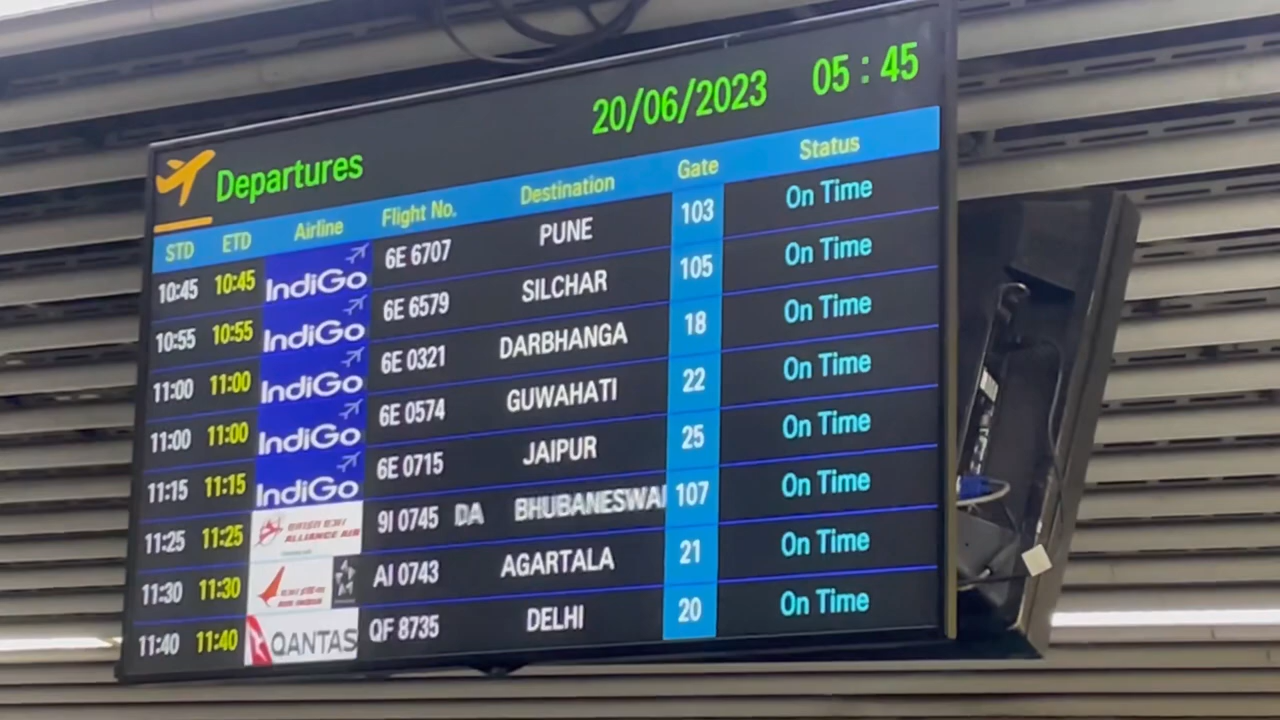 20/06/2023 05 : 45
Departures
STD ETD Airline Flight No. Destination Gate Status
10:45 10:45 IndiGo 6E 6707 PUNE 103 On Time
10:55 10:55 IndiGo 6E 6579 SILCHAR 105 On Time
11:00 11:00 IndiGo 6E 0321 DARBHANGA 18 On Time
11:00 11:00 IndiGo 6E 0574 GUWAHATI 22 On Time
11:15 11:15 IndiGo 6E 0715 JAIPUR 25 On Time
11:25 11:25 ALLIANCE AIR 9I 0745 DA BHUBANESWA 107 On Time
11:30 11:30 AIR INDIA AI 0743 AGARTALA 21 On Time
11:40 11:40 QANTAS QF 8735 DELHI 20 On Time